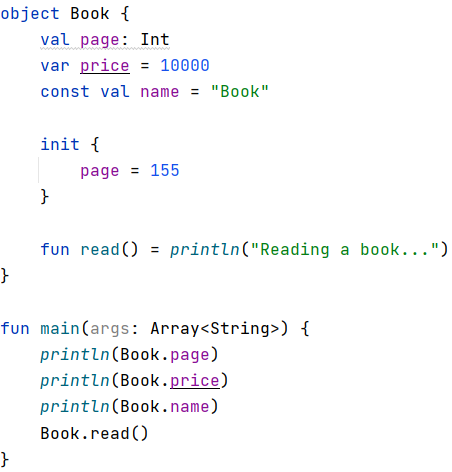 object Book {
    val page: Int
    var price = 10000
    const val name = "Book"

    init {
        page = 155
    }

    fun read() = println("Reading a book...")
}

fun main(args: Array<String>) {
    println(Book.page)
    println(Book.price)
    println(Book.name)
    Book.read()
}